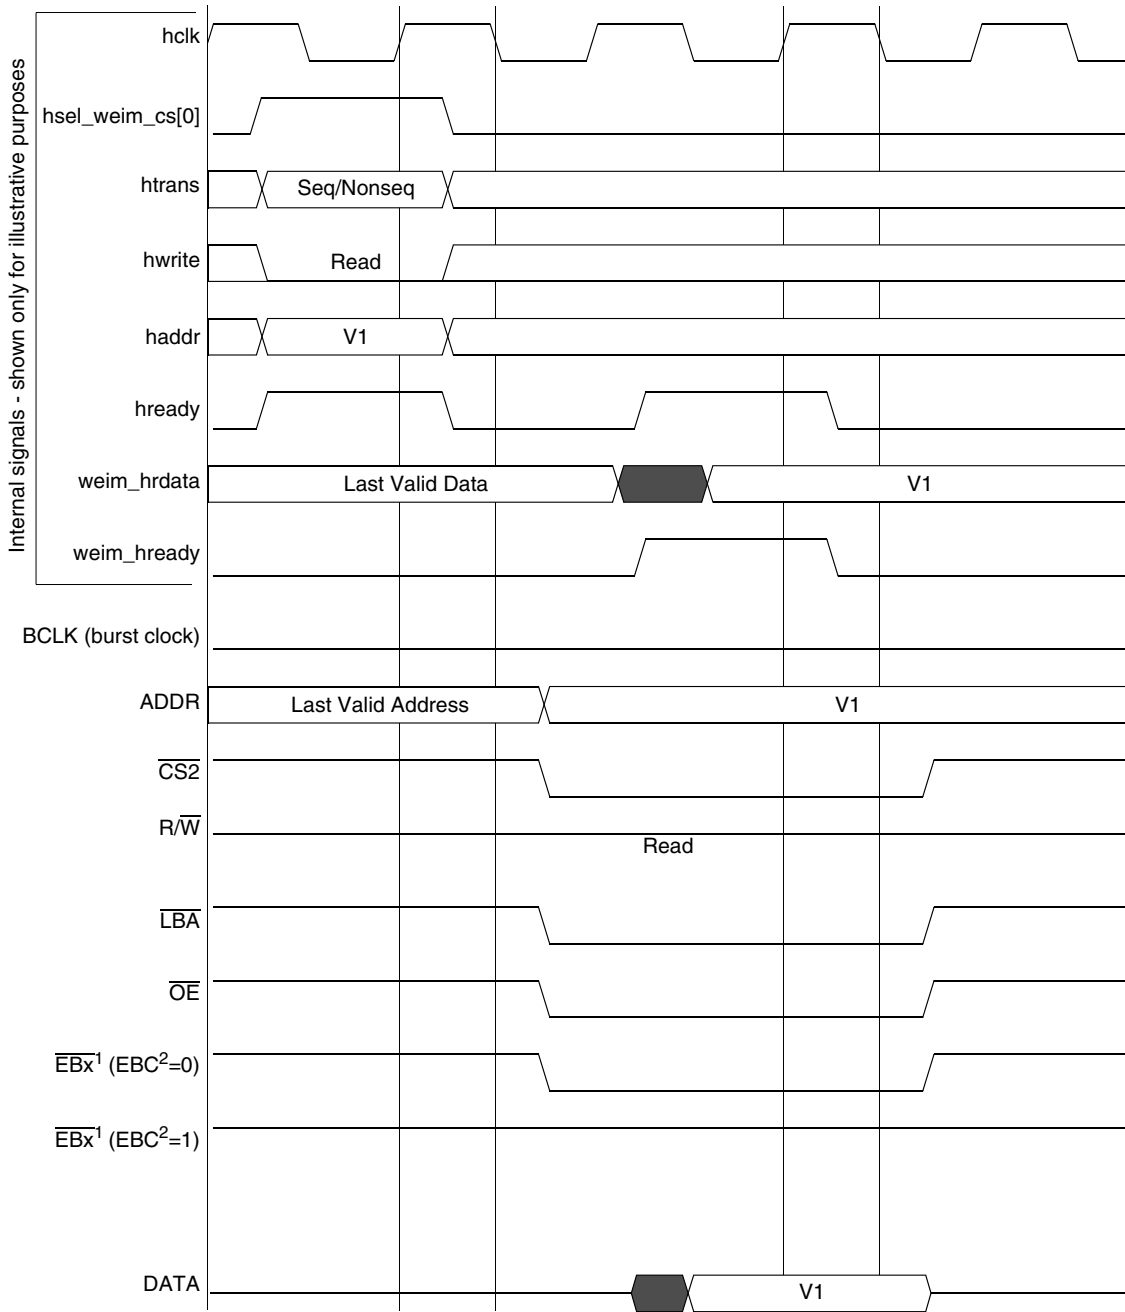 Internal signals - shown only for illustrative purposes
hclk
hsel_weim_cs[0]
htrans Seq/Nonseq
hwrite Read
haddr V1
hready
weim_hrdata Last Valid Data V1
weim_hready
BCLK (burst clock)
ADDR Last Valid Address V1
CS2
R/W
Read
LBA
OE
EBx1 (EBC2=0)
EBx1 (EBC2=1)
DATA V1